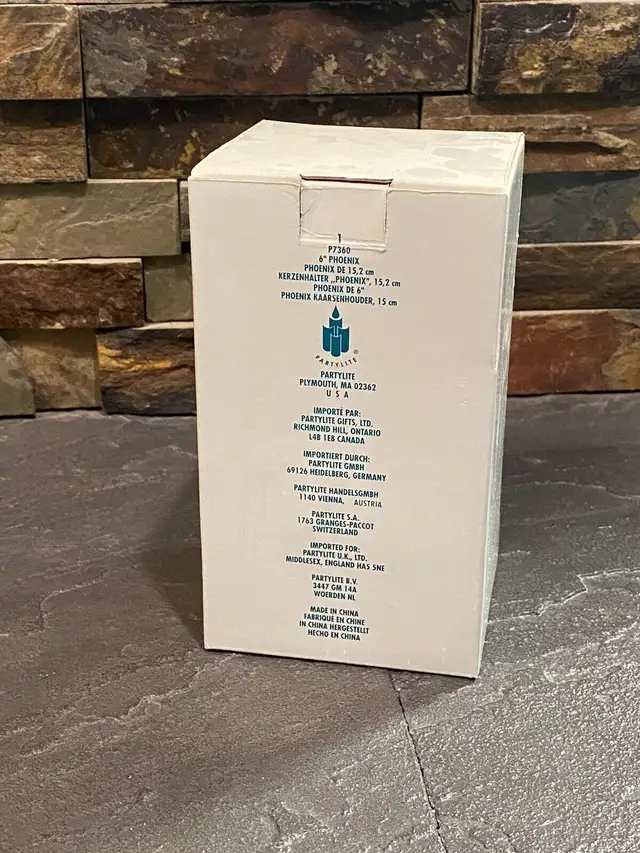 1
P7360
6" PHOENIX
PHOENIX DE 15,2 cm
KERZENHALTER „PHOENIX", 15,2 cm
PHOENIX DE 6"
PHOENIX KAARSENHOUDER, 15 cm
PARTYLITE®
PARTYLITE
PLYMOUTH, MA 02362
U S A
IMPORTÉ PAR:
PARTYLITE GIFTS, LTD.
RICHMOND HILL, ONTARIO
L4B 1E8 CANADA
IMPORTIERT DURCH:
PARTYLITE GMBH
69126 HEIDELBERG, GERMANY
PARTYLITE HANDELSGMBH
1140 VIENNA, AUSTRIA
PARTYLITE S.A.
1763 GRANGES-PACCOT
SWITZERLAND
IMPORTED FOR:
PARTYLITE U.K., LTD.
MIDDLESEX, ENGLAND HA5 5NE
PARTYLITE B.V.
3447 GM 14A
WOERDEN NL
MADE IN CHINA
FABRIQUE EN CHINE
IN CHINA HERGESTELLT
HECHO EN CHINA